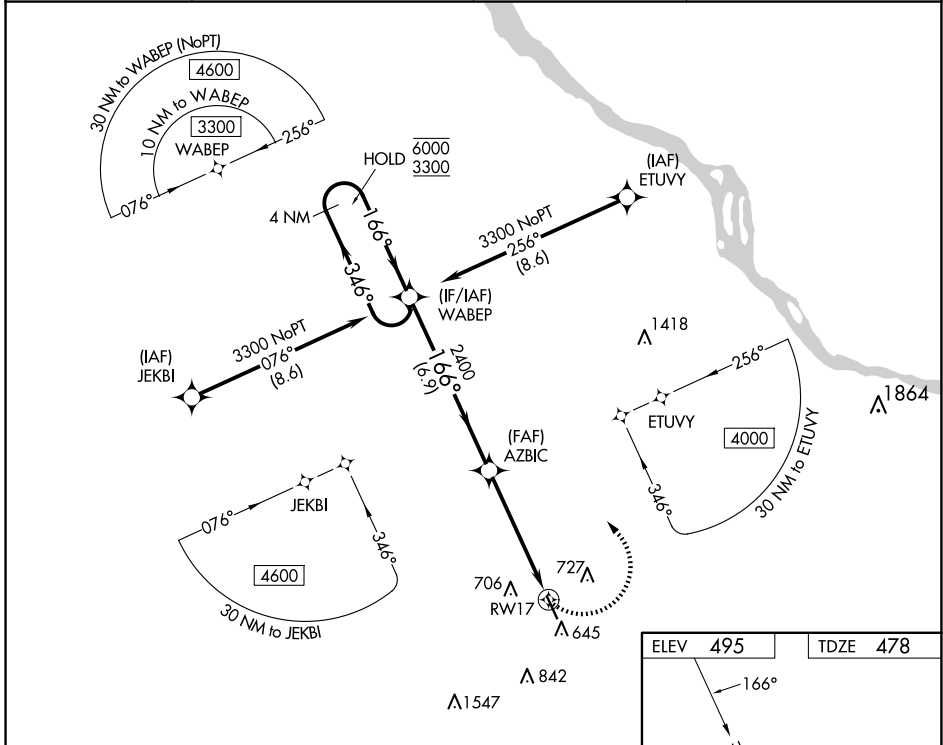 30 NM to WABEP (NoPT)
4600
10 NM to WABEP
3300
WABEP
076°
256°
HOLD
6000
3300
4 NM
166°
346°
(IAF)
ETUVY
3300 NoPT
256°
(8.6)
(IF/IAF)
WABEP
(IAF)
JEKBI
3300 NoPT
076°
(8.6)
2400
166°
(6.9)
1418
1864
256°
ETUVY
4000
346°
30 NM to ETUVY
(FAF)
AZBIC
076°
JEKBI
346°
4600
30 NM to JEKBI
706
727
RW17
645
842
1547
ELEV 495
TDZE 478
166°